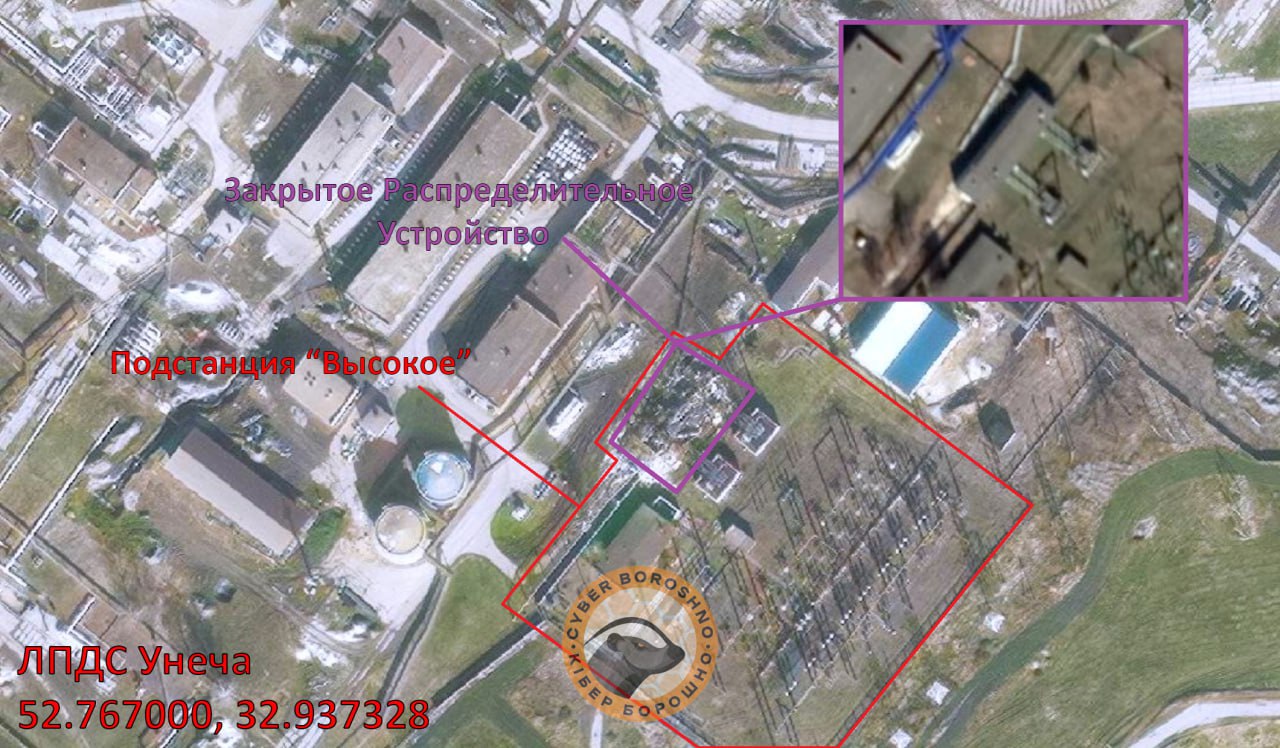 Закрытое Распределительное
Устройство
Подстанция “Высокое”
CYBER BOROSHNO
КІБЕР БОРОШНО
ЛПДС Унеча
52.767000, 32.937328